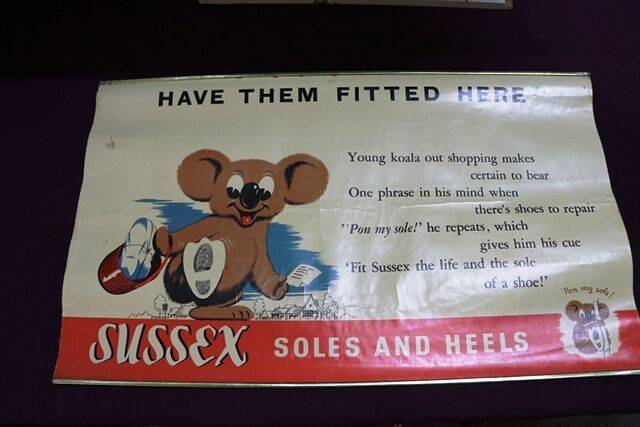 HAVE THEM FITTED HERE
Young koala out shopping makes
certain to bear
One phrase in his mind when
there's shoes to repair
"Pon my sole!' he repeats, which
gives him his cue
'Fit Sussex the life and the sole
of a shoe!'
'Pon my sole!
SUSSEX SOLES AND HEELS